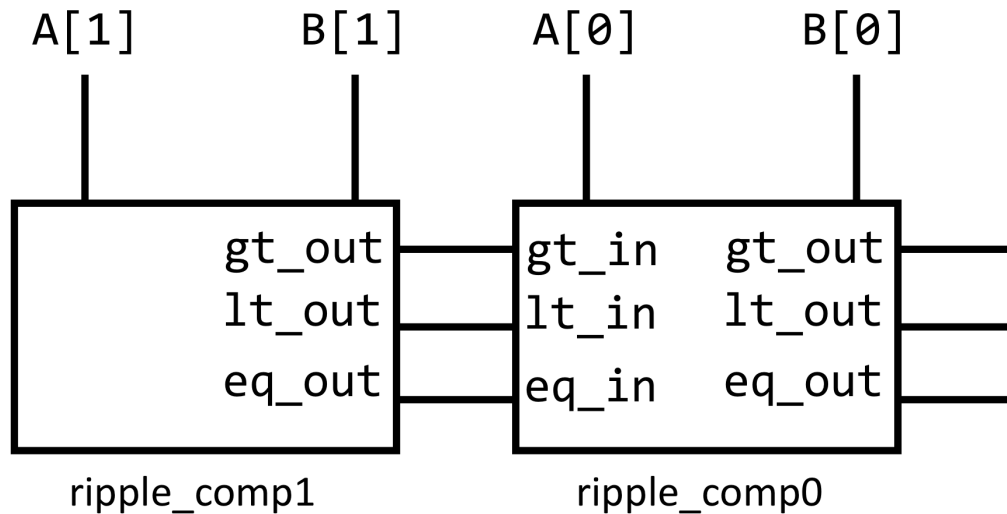 A[1] B[1] A[0] B[0]
gt_out gt_in gt_out
lt_out lt_in lt_out
eq_out eq_in eq_out
ripple_comp1 ripple_comp0